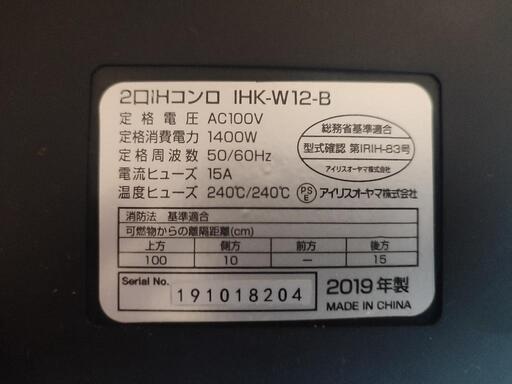 2口IHコンロ IHK-W12-B
定格電圧 AC100V
定格消費電力 1400W
定格周波数 50/60Hz
電流ヒューズ 15A
温度ヒューズ 240℃/240℃
総務省基準適合
型式確認 第IRIH-83号
アイリスオーヤマ株式会社
PSE アイリスオーヤマ株式会社
消防法 基準適合
可燃物からの離隔距離(cm)
上方 側方 前方 後方
100 10 — 15
Serial No. 191018204
2019年製
MADE IN CHINA